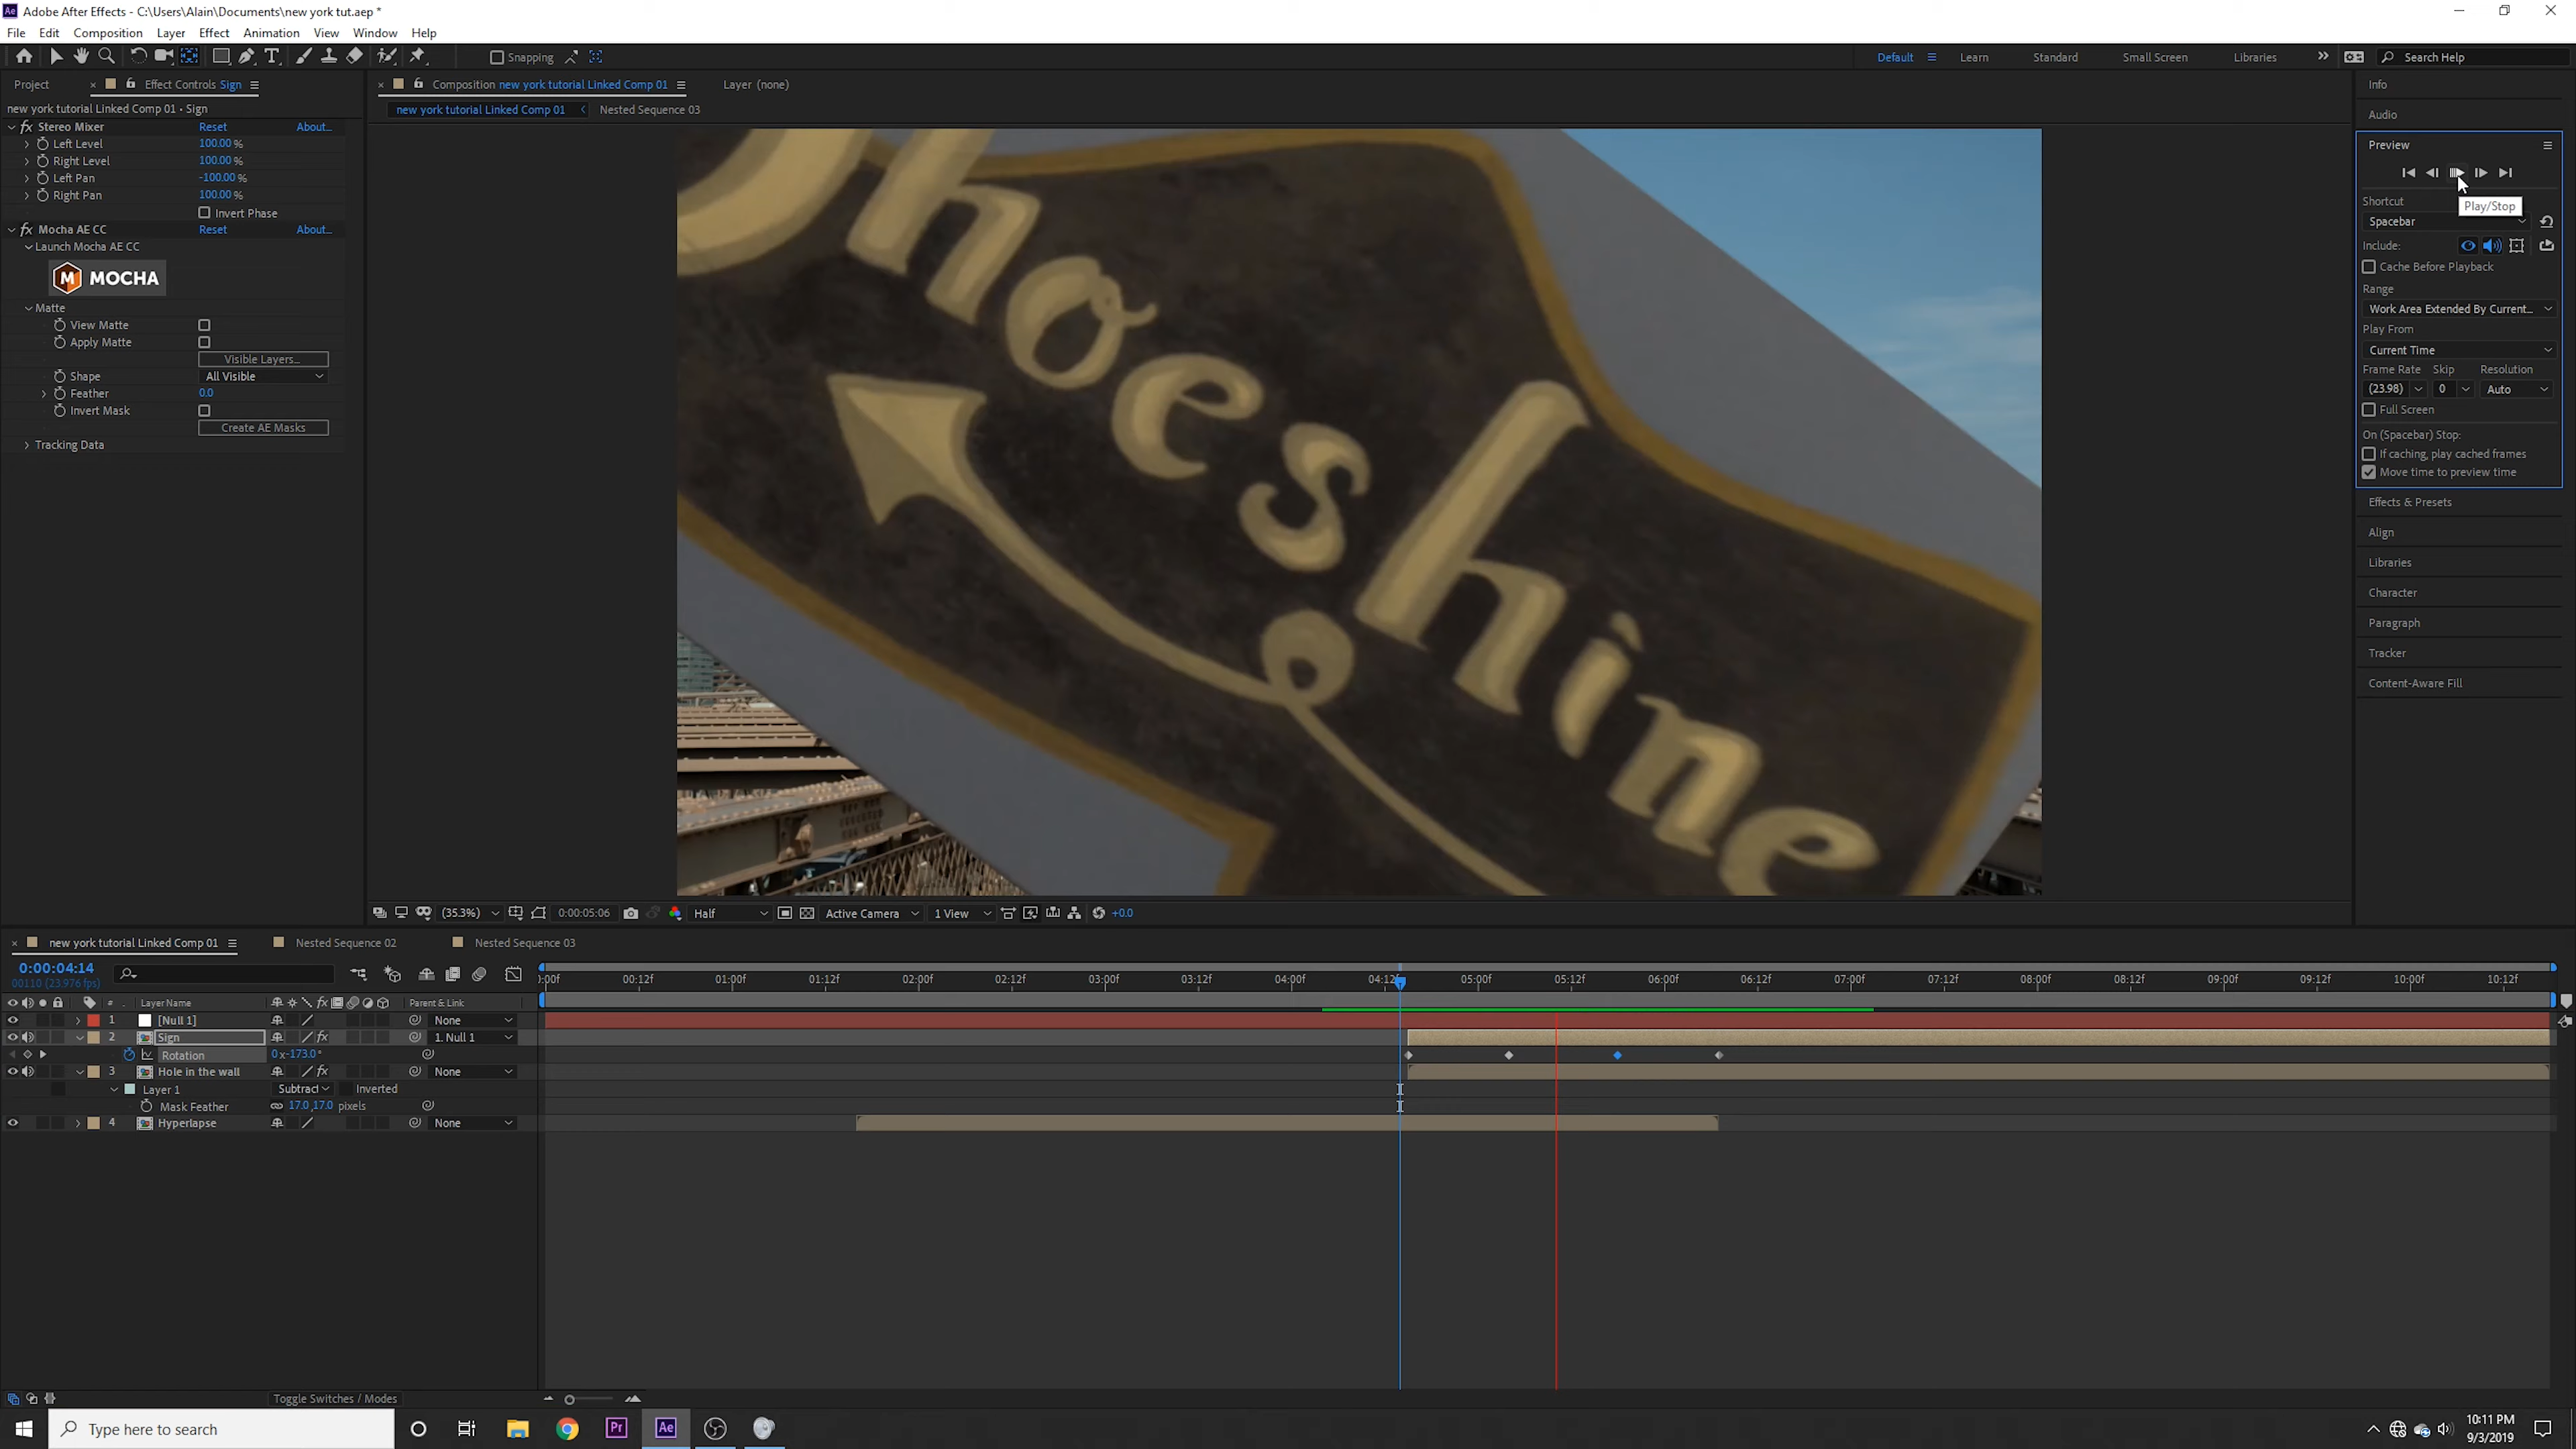 Adobe After Effects - C:\Users\Alain\Documents\new york tut.aep *
File Edit Composition Layer Effect Animation View Window Help
Snapping
Default Learn Standard Small Screen Libraries Search Help
Project Effect Controls Sign
new york tutorial Linked Comp 01 • Sign
Stereo Mixer Reset About...
Left Level 100.00 %
Right Level 100.00 %
Left Pan -100.00 %
Right Pan 100.00 %
Invert Phase
Mocha AE CC Reset About...
Launch Mocha AE CC
MOCHA
Matte
View Matte
Apply Matte
Visible Layers...
Shape All Visible
Feather 0.0
Invert Mask
Create AE Masks
Tracking Data
Composition new york tutorial Linked Comp 01 Layer (none)
new york tutorial Linked Comp 01 Nested Sequence 03
Shoeshine
(35.3%) 0:00:05:06 Half Active Camera 1 View +0.0
Info
Audio
Preview
Play/Stop
Shortcut
Spacebar
Include:
Cache Before Playback
Range
Work Area Extended By Current...
Play From
Current Time
Frame Rate Skip Resolution
(23.98) 0 Auto
Full Screen
On (Spacebar) Stop:
If caching, play cached frames
Move time to preview time
Effects & Presets
Align
Libraries
Character
Paragraph
Tracker
Content-Aware Fill
new york tutorial Linked Comp 01 Nested Sequence 02 Nested Sequence 03
0:00:04:14
00110 (23.976 fps)
:00f 00:12f 01:00f 01:12f 02:00f 02:12f 03:00f 03:12f 04:00f 04:12f 05:00f 05:12f 06:00f 06:12f 07:00f 07:12f 08:00f 08:12f 09:00f 09:12f 10:00f 10:12f
# Layer Name Parent & Link
1 [Null 1] None
2 Sign 1. Null 1
Rotation 0x-173.0°
3 Hole in the wall None
Layer 1 Subtract Inverted
Mask Feather 17.0,17.0 pixels
4 Hyperlapse None
Toggle Switches / Modes
Type here to search
Pr Ae
10:11 PM
9/3/2019